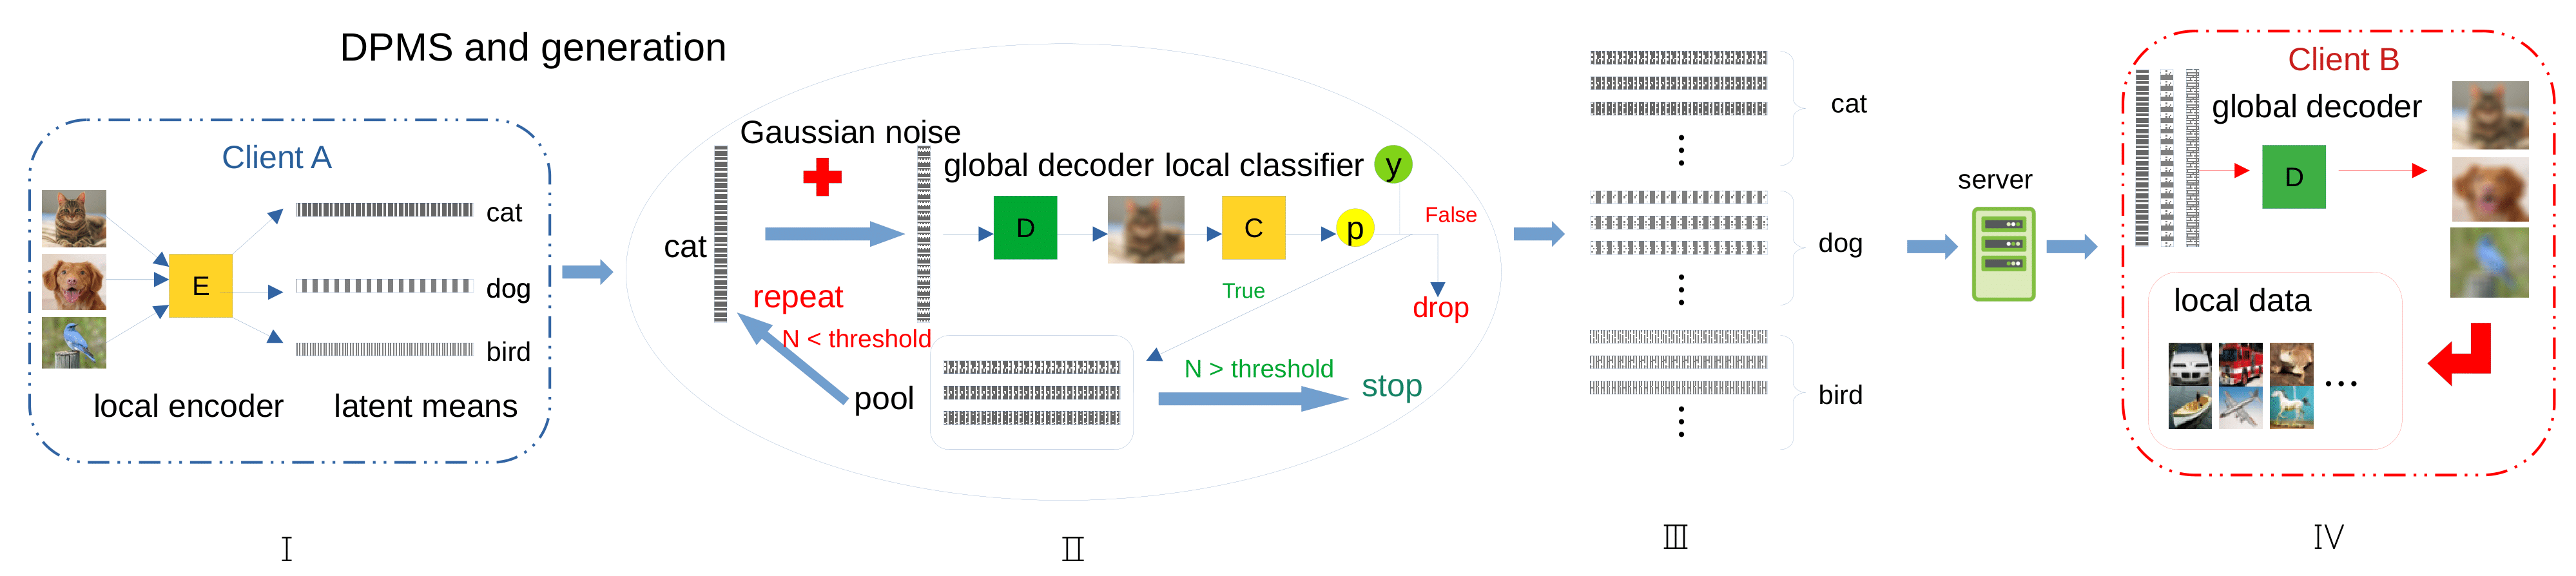 DPMS and generation
Client A
E
cat
dog
bird
local encoder
latent means
I
Gaussian noise
cat
global decoder
local classifier
y
D
C
p
False
True
drop
repeat
N < threshold
pool
N > threshold
stop
II
cat
dog
bird
III
server
Client B
global decoder
D
local data
...
IV